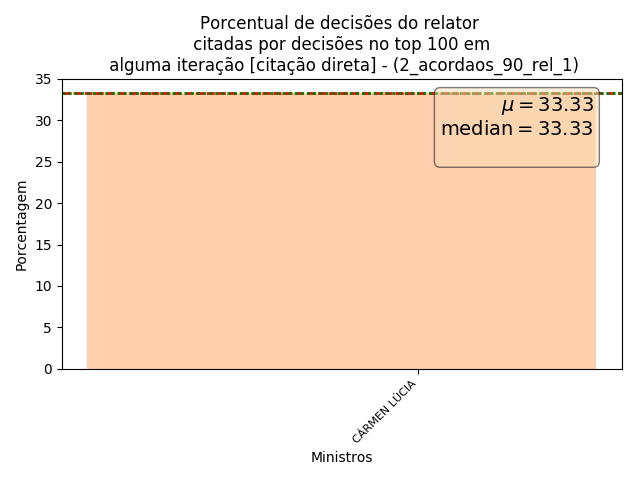 Porcentual de decisões do relator
citadas por decisões no top 100 em
alguma iteração [citação direta] - (2_acordaos_90_rel_1)
35
30
25
20
15
10
5
0
Porcentagem
μ = 33.33
median = 33.33
CÁRMEN LÚCIA
Ministros